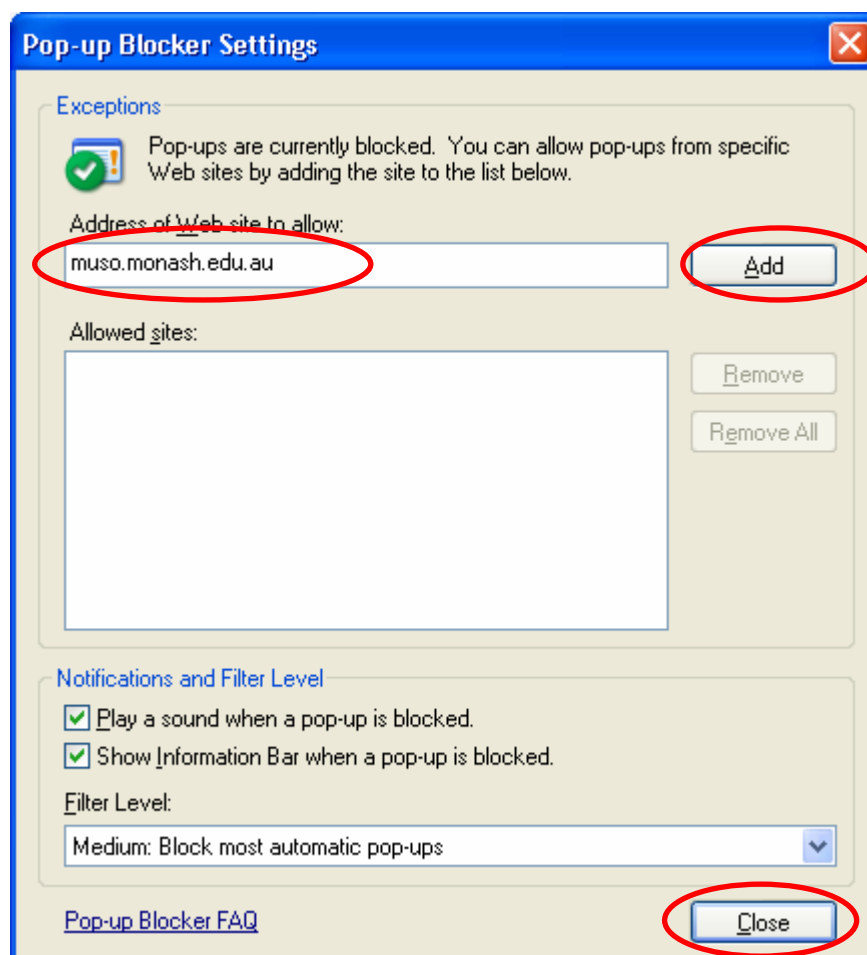 Pop-up Blocker Settings
Exceptions
Pop-ups are currently blocked. You can allow pop-ups from specific
Web sites by adding the site to the list below.
Address of Web site to allow:
muso.monash.edu.au
Add
Allowed sites:
Remove
Remove All
Notifications and Filter Level
Play a sound when a pop-up is blocked.
Show Information Bar when a pop-up is blocked.
Filter Level:
Medium: Block most automatic pop-ups
Pop-up Blocker FAQ
Close